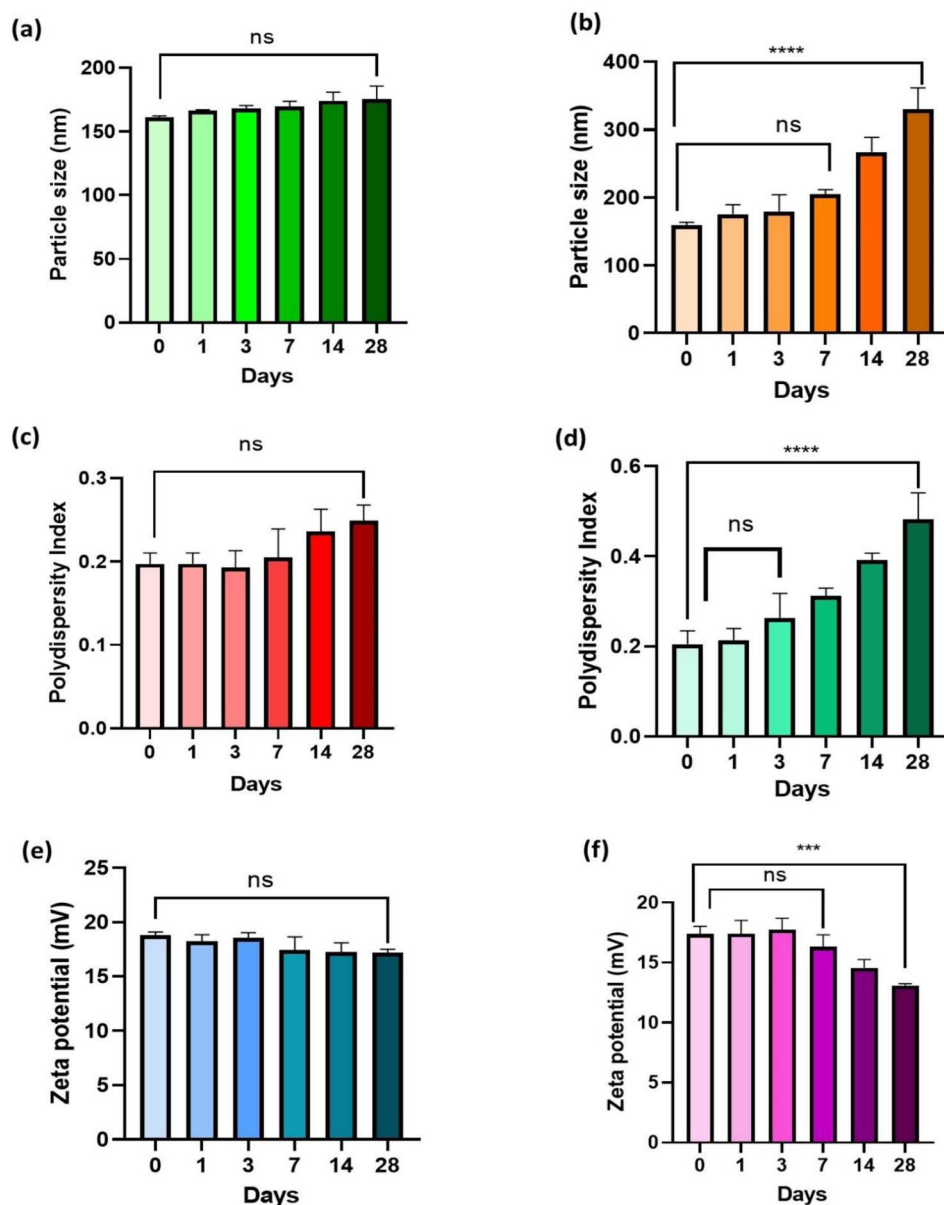 (a)
ns
Particle size (nm)
200
150
100
50
0
0 1 3 7 14 28
Days
(b)
****
ns
Particle size (nm)
400
300
200
100
0
0 1 3 7 14 28
Days
(c)
ns
Polydispersity Index
0.3
0.2
0.1
0.0
0 1 3 7 14 28
Days
(d)
****
ns
Polydispersity Index
0.6
0.4
0.2
0.0
0 1 3 7 14 28
Days
(e)
ns
Zeta potential (mV)
25
20
15
10
5
0
0 1 3 7 14 28
Days
(f)
***
ns
Zeta potential (mV)
20
15
10
5
0
0 1 3 7 14 28
Days